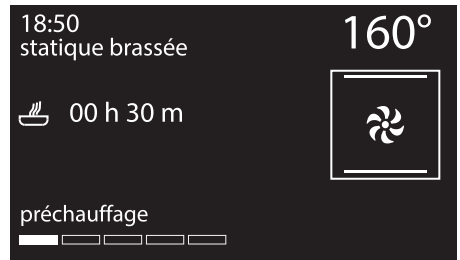 18:50
160°
statique brassée
00 h 30 m
préchauffage